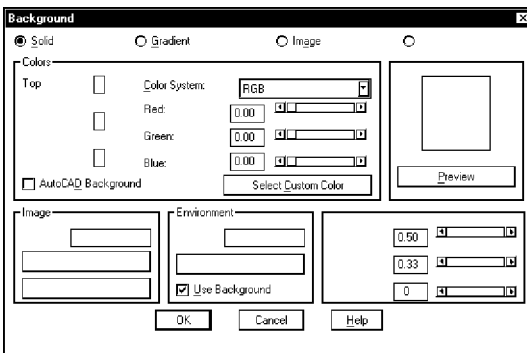 Background
Solid Gradient Image
Colors
Top Color System: RGB
Red: 0.00
Green: 0.00
Blue: 0.00
AutoCAD Background Select Custom Color
Preview
Image Environment
0.50
0.33
Use Background 0
OK Cancel Help